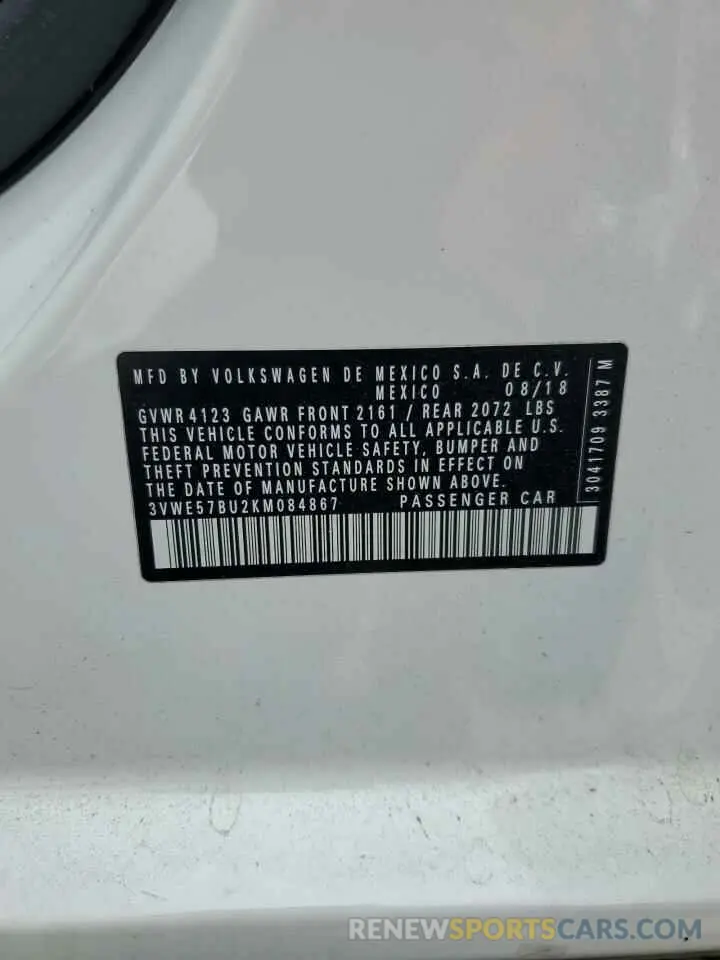 MFD BY VOLKSWAGEN DE MEXICO S.A. DE C.V.
MEXICO 08/18
GVWR 4123 GAWR FRONT 2161 / REAR 2072 LBS
THIS VEHICLE CONFORMS TO ALL APPLICABLE U.S.
FEDERAL MOTOR VEHICLE SAFETY, BUMPER AND
THEFT PREVENTION STANDARDS IN EFFECT ON
THE DATE OF MANUFACTURE SHOWN ABOVE.
3VWE57BU2KM084867 PASSENGER CAR
3041709 3387 M
RENEWSPORTSCARS.COM